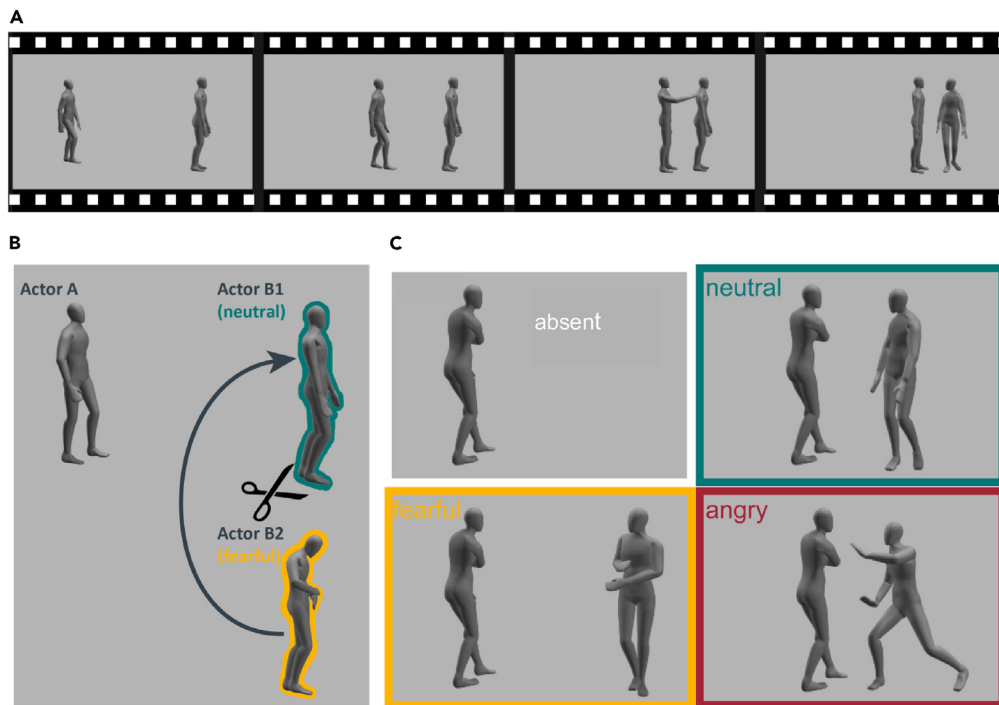 A
B
C
Actor A
Actor B1
(neutral)
Actor B2
(fearful)
absent
neutral
fearful
angry